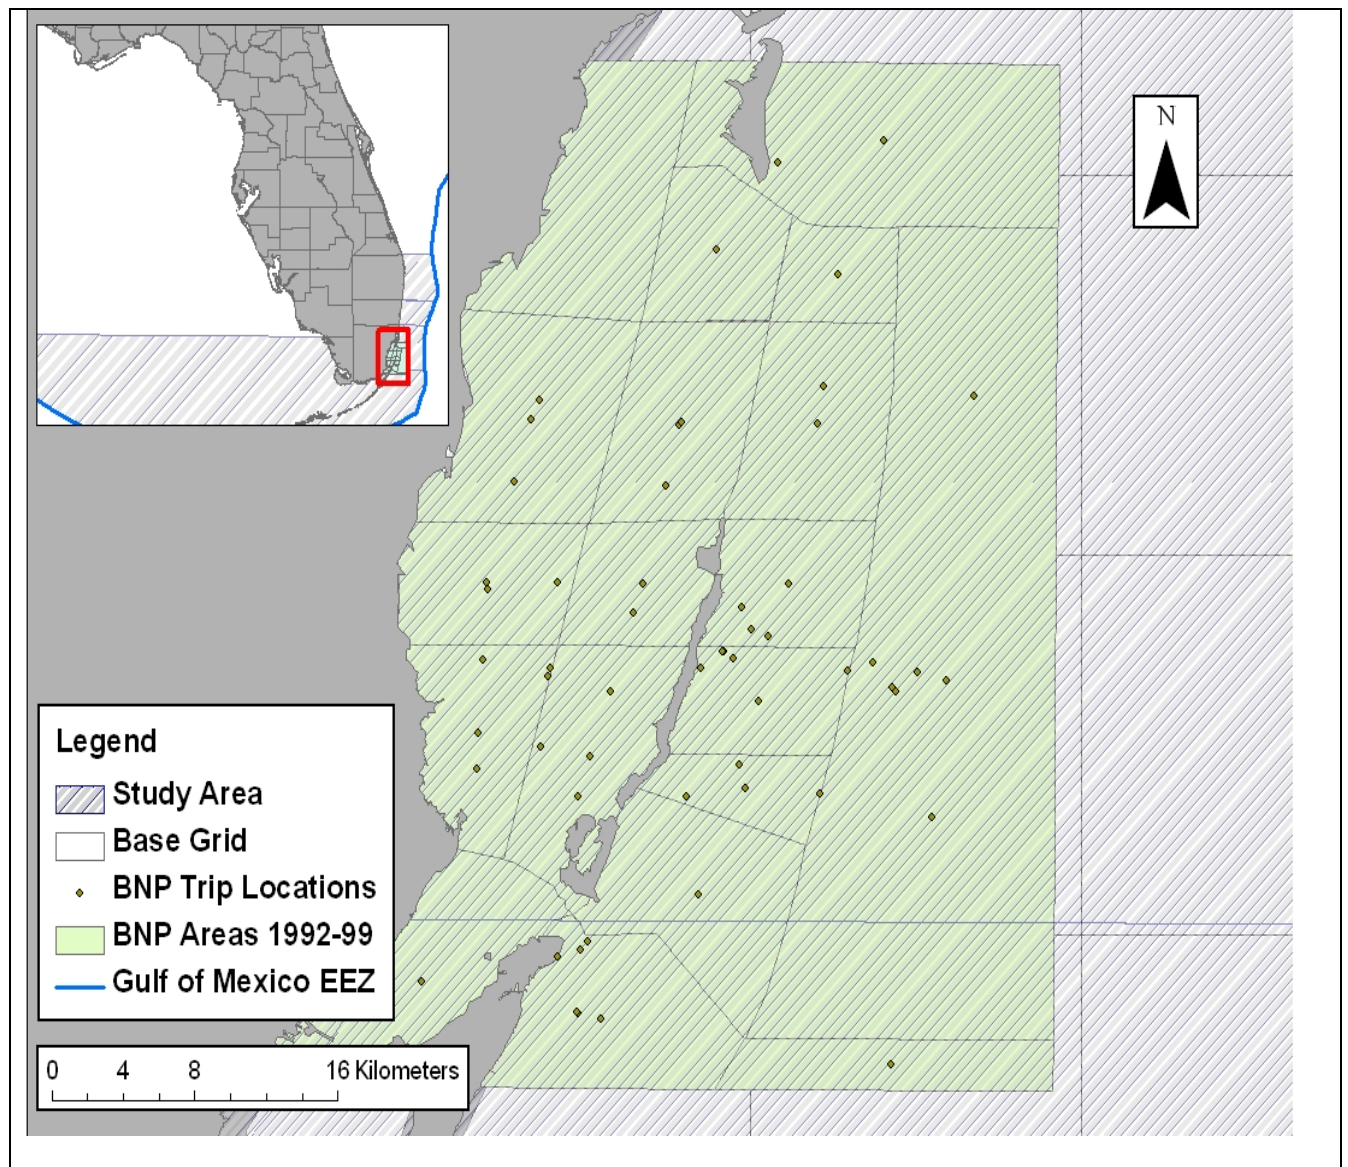 N
Legend
Study Area
Base Grid
BNP Trip Locations
BNP Areas 1992-99
Gulf of Mexico EEZ
0 4 8 16 Kilometers